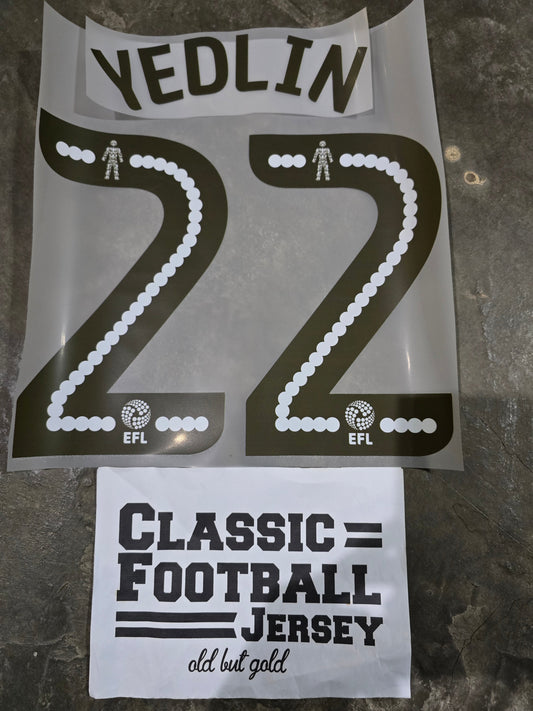 YEDLIN
22
EFL EFL
CLASSIC
FOOTBALL
JERSEY
old but gold